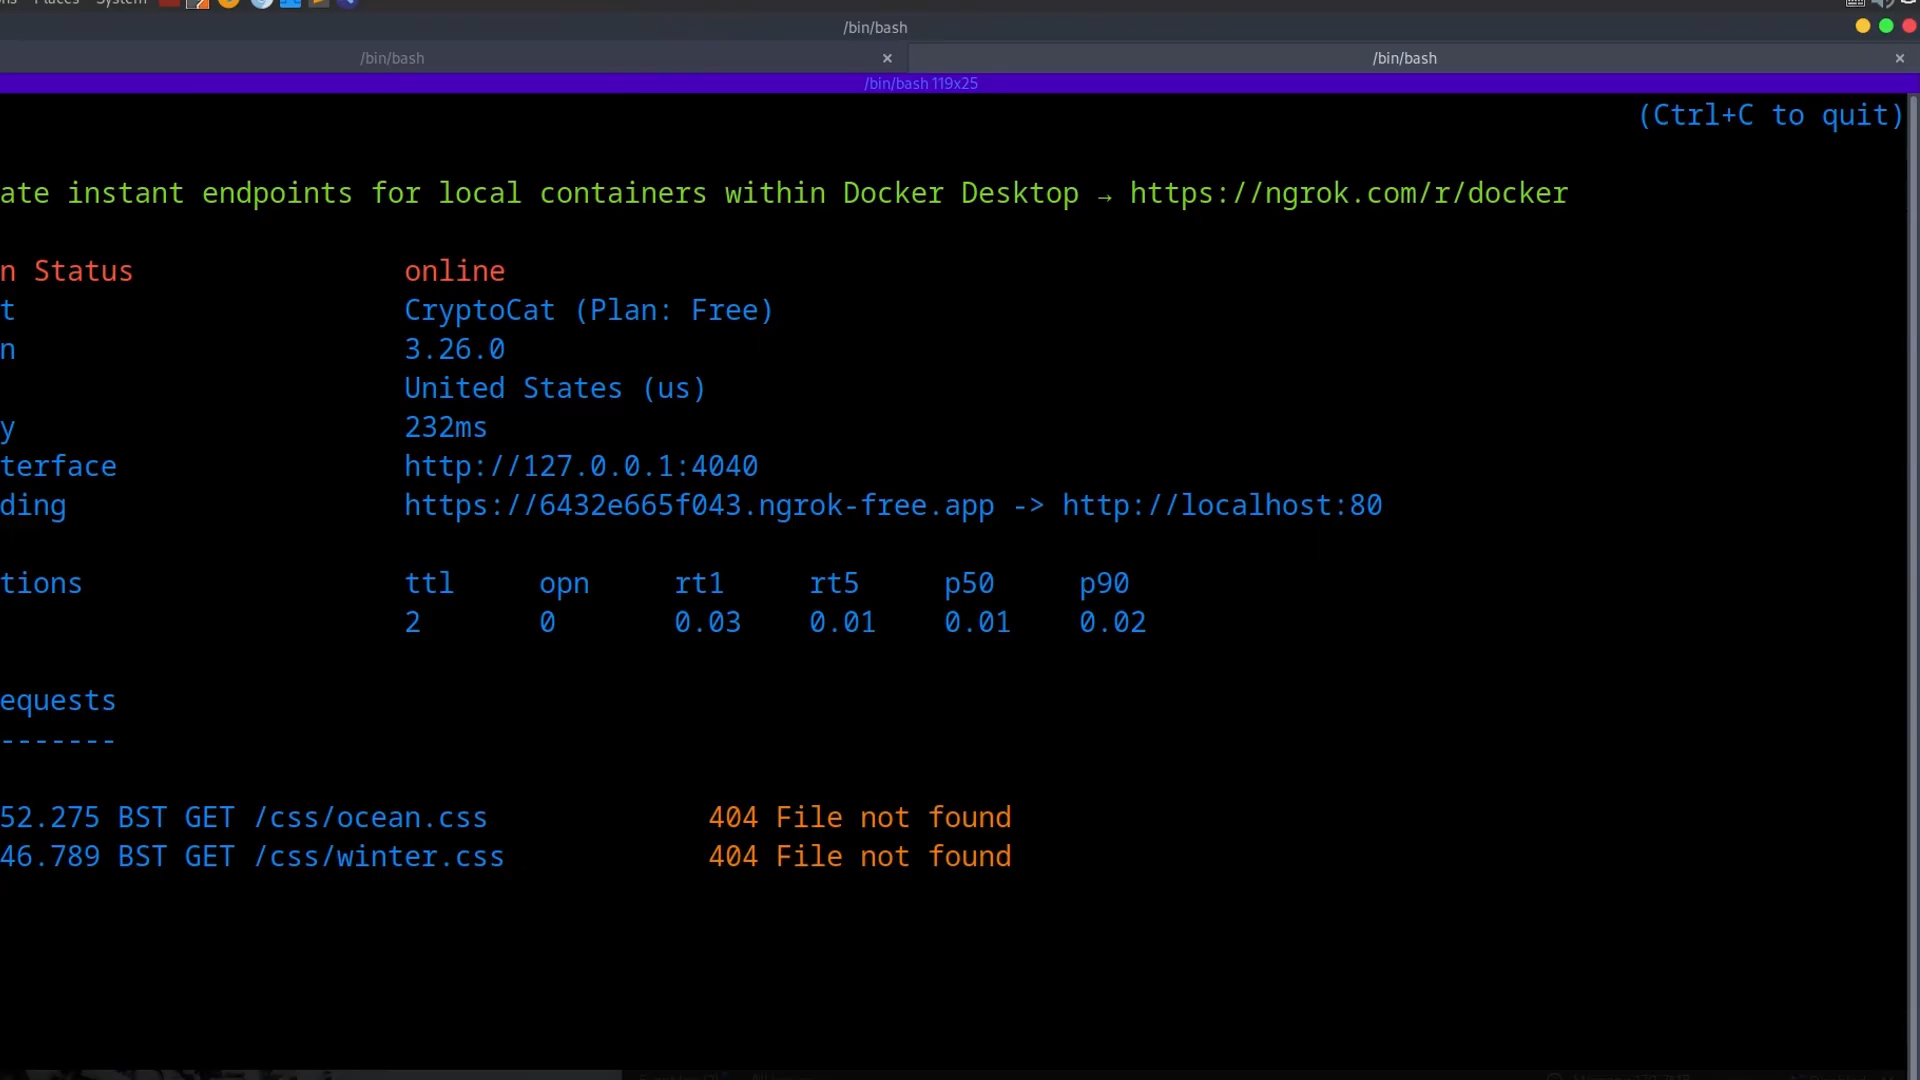 Places System
/bin/bash
/bin/bash × /bin/bash ×
/bin/bash 119x25
(Ctrl+C to quit)
ate instant endpoints for local containers within Docker Desktop → https://ngrok.com/r/docker
n Status online
t CryptoCat (Plan: Free)
n 3.26.0
United States (us)
y 232ms
terface http://127.0.0.1:4040
ding https://6432e665f043.ngrok-free.app -> http://localhost:80
tions ttl opn rt1 rt5 p50 p90
2 0 0.03 0.01 0.01 0.02
equests
-------
52.275 BST GET /css/ocean.css 404 File not found
46.789 BST GET /css/winter.css 404 File not found